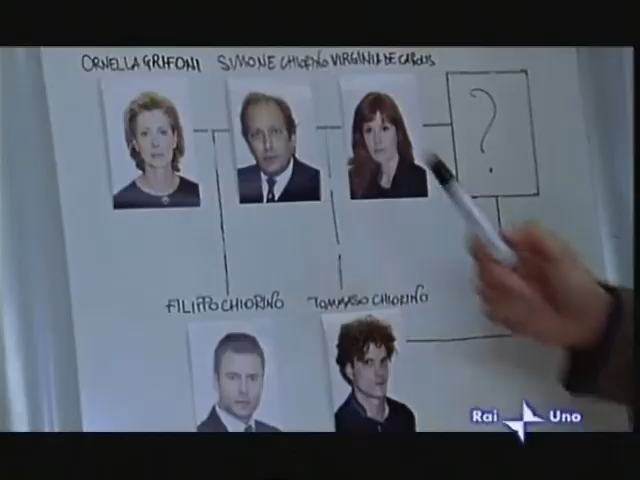 ORNELLA GRIFONI SIMONE CHIORINO VIRGINIA DE CAROLIS
?
FILIPPO CHIORINO TOMMASO CHIORINO
Rai Uno